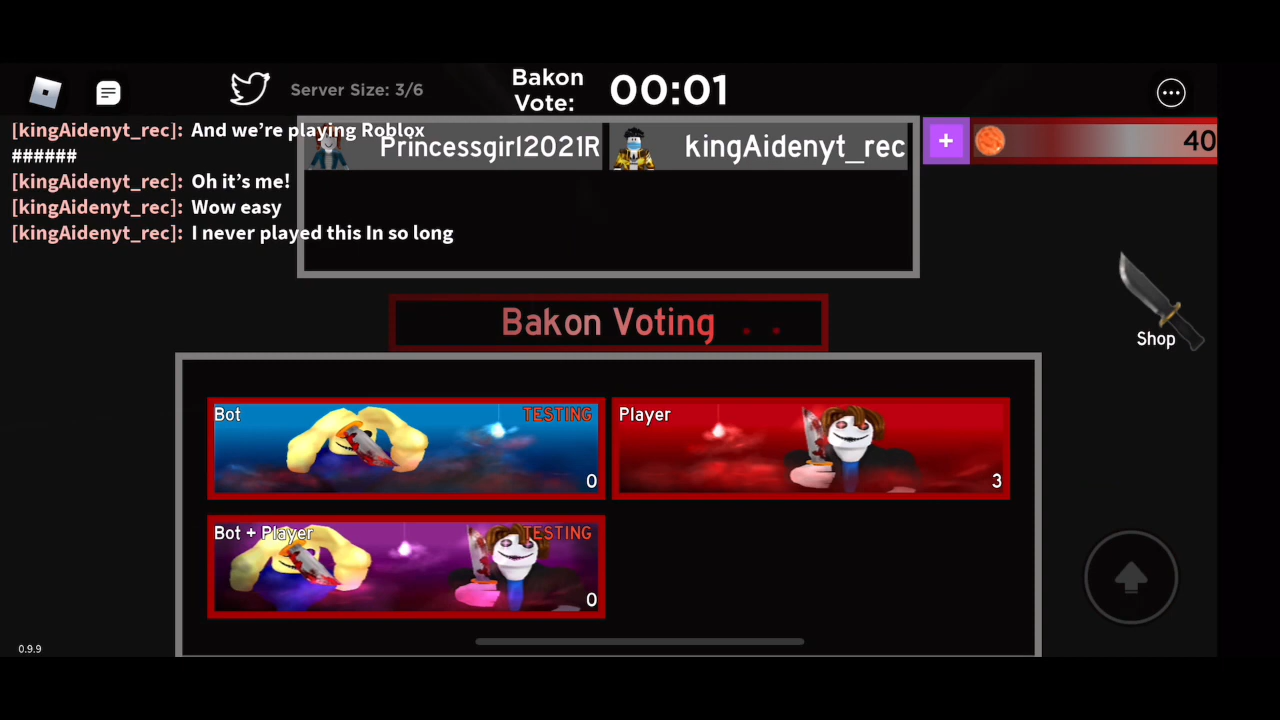 Server Size: 3/6
Bakon
Vote:
00:01
[kingAidenyt_rec]: And we're playing Roblox
######
[kingAidenyt_rec]: Oh it's me!
[kingAidenyt_rec]: Wow easy
[kingAidenyt_rec]: I never played this In so long
Princessgirl2021R
kingAidenyt_rec
+
40
Shop
Bakon Voting . .
Bot
TESTING
0
Player
3
Bot + Player
TESTING
0
0.9.9